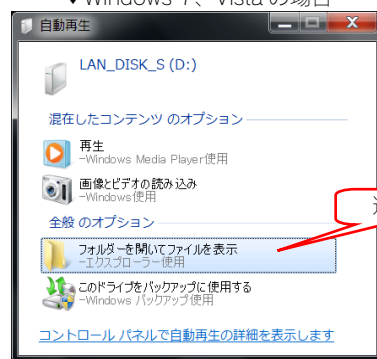 ▼Windows 7、Vista の場合
自動再生
LAN_DISK_S (D:)
混在したコンテンツ のオプション
再生
-Windows Media Player使用
画像とビデオの読み込み
-Windows使用
全般 のオプション
フォルダーを開いてファイルを表示
-エクスプローラー使用
このドライブをバックアップに使用する
-Windows バックアップ使用
コントロール パネルで自動再生の詳細を表示します